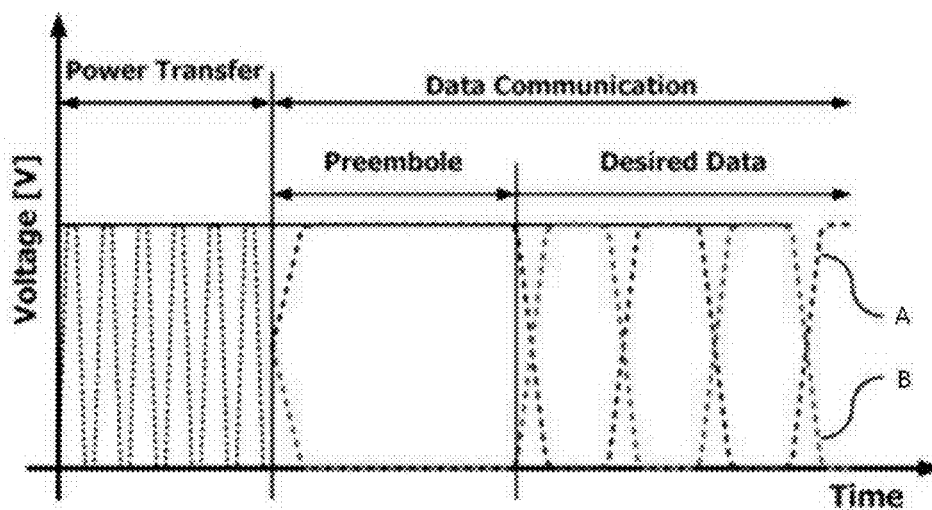 Power Transfer
Data Communication
Preembole
Desired Data
Voltage [V]
A
B
Time